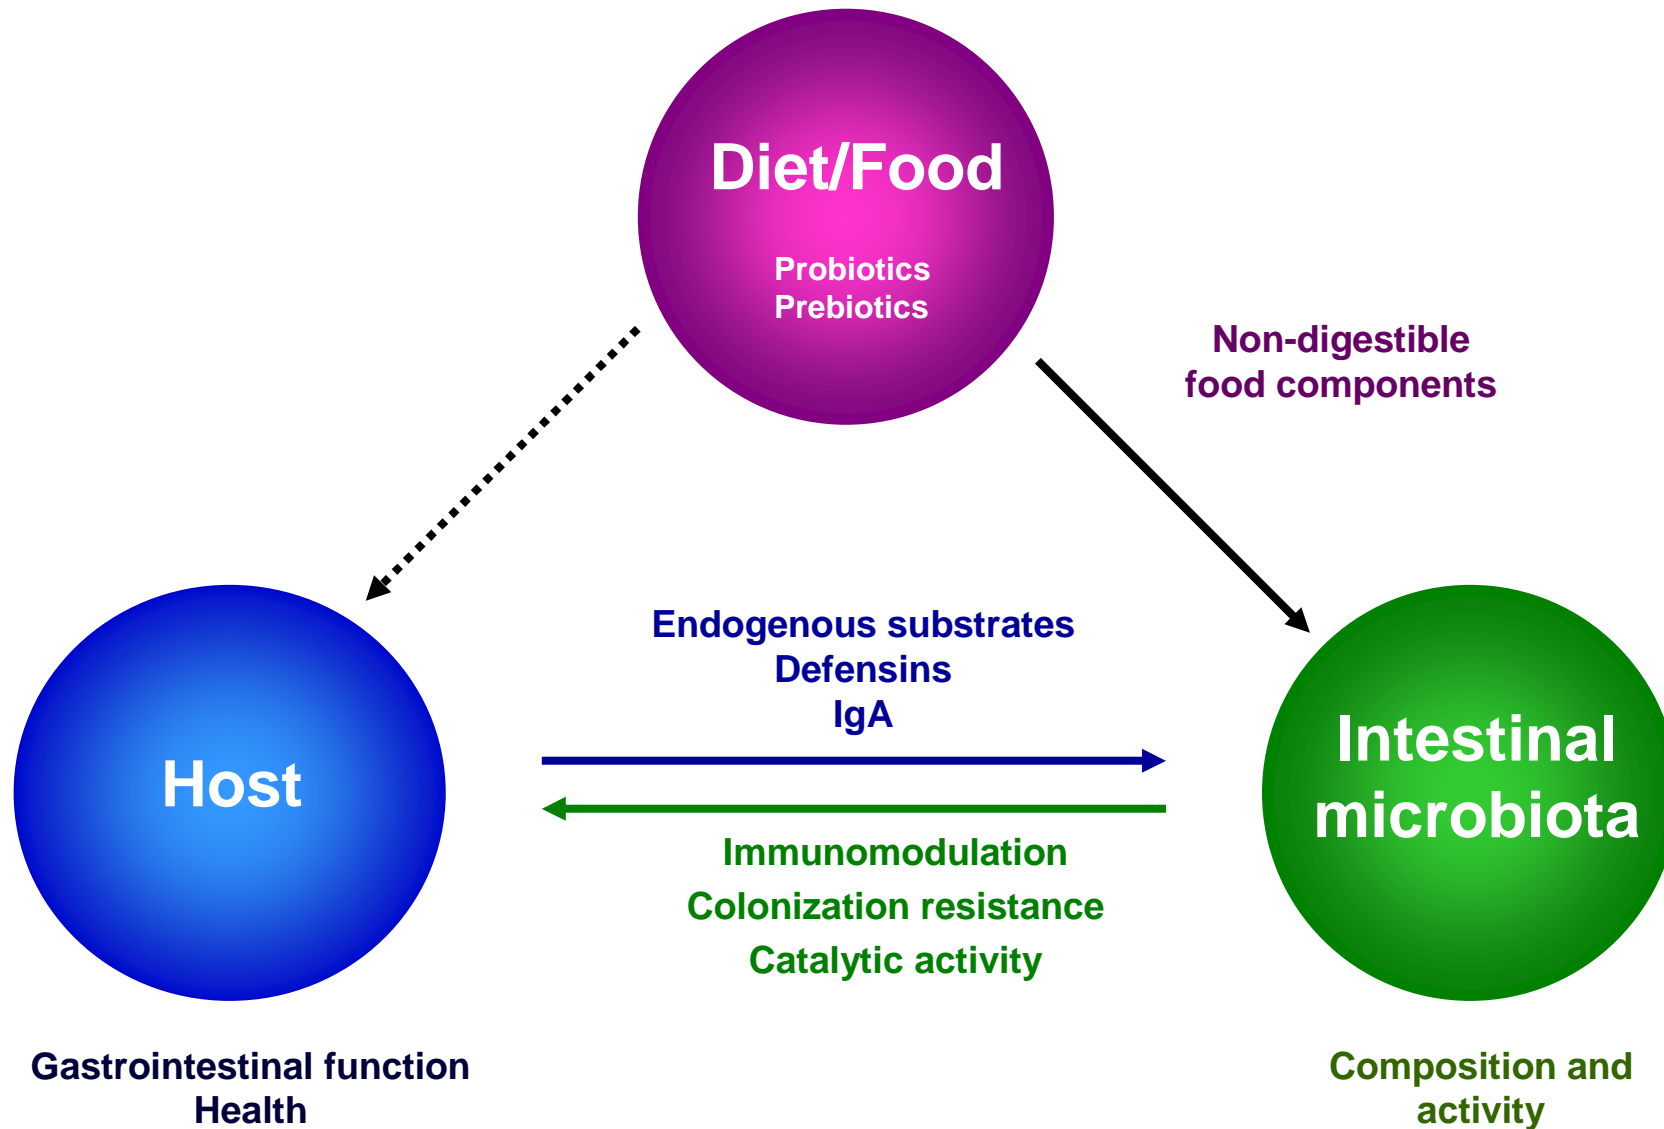 Diet/Food
Probiotics
Prebiotics
Non-digestible
food components
Endogenous substrates
Defensins
IgA
Host
Intestinal
microbiota
Immunomodulation
Colonization resistance
Catalytic activity
Gastrointestinal function
Health
Composition and
activity